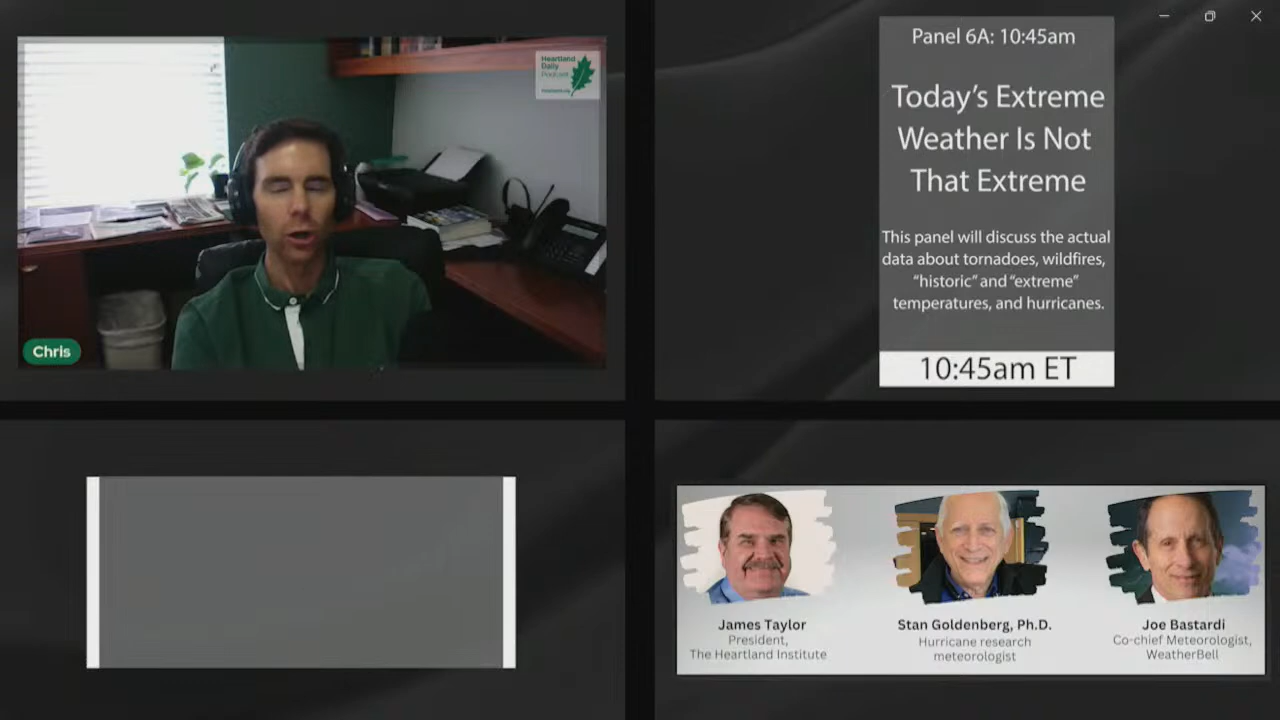 Heartland
Daily
Podcast
Chris
Panel 6A: 10:45am
Today's Extreme
Weather Is Not
That Extreme
This panel will discuss the actual
data about tornadoes, wildfires,
“historic” and “extreme”
temperatures, and hurricanes.
10:45am ET
James Taylor
President,
The Heartland Institute
Stan Goldenberg, Ph.D.
Hurricane research
meteorologist
Joe Bastardi
Co-chief Meteorologist,
WeatherBell